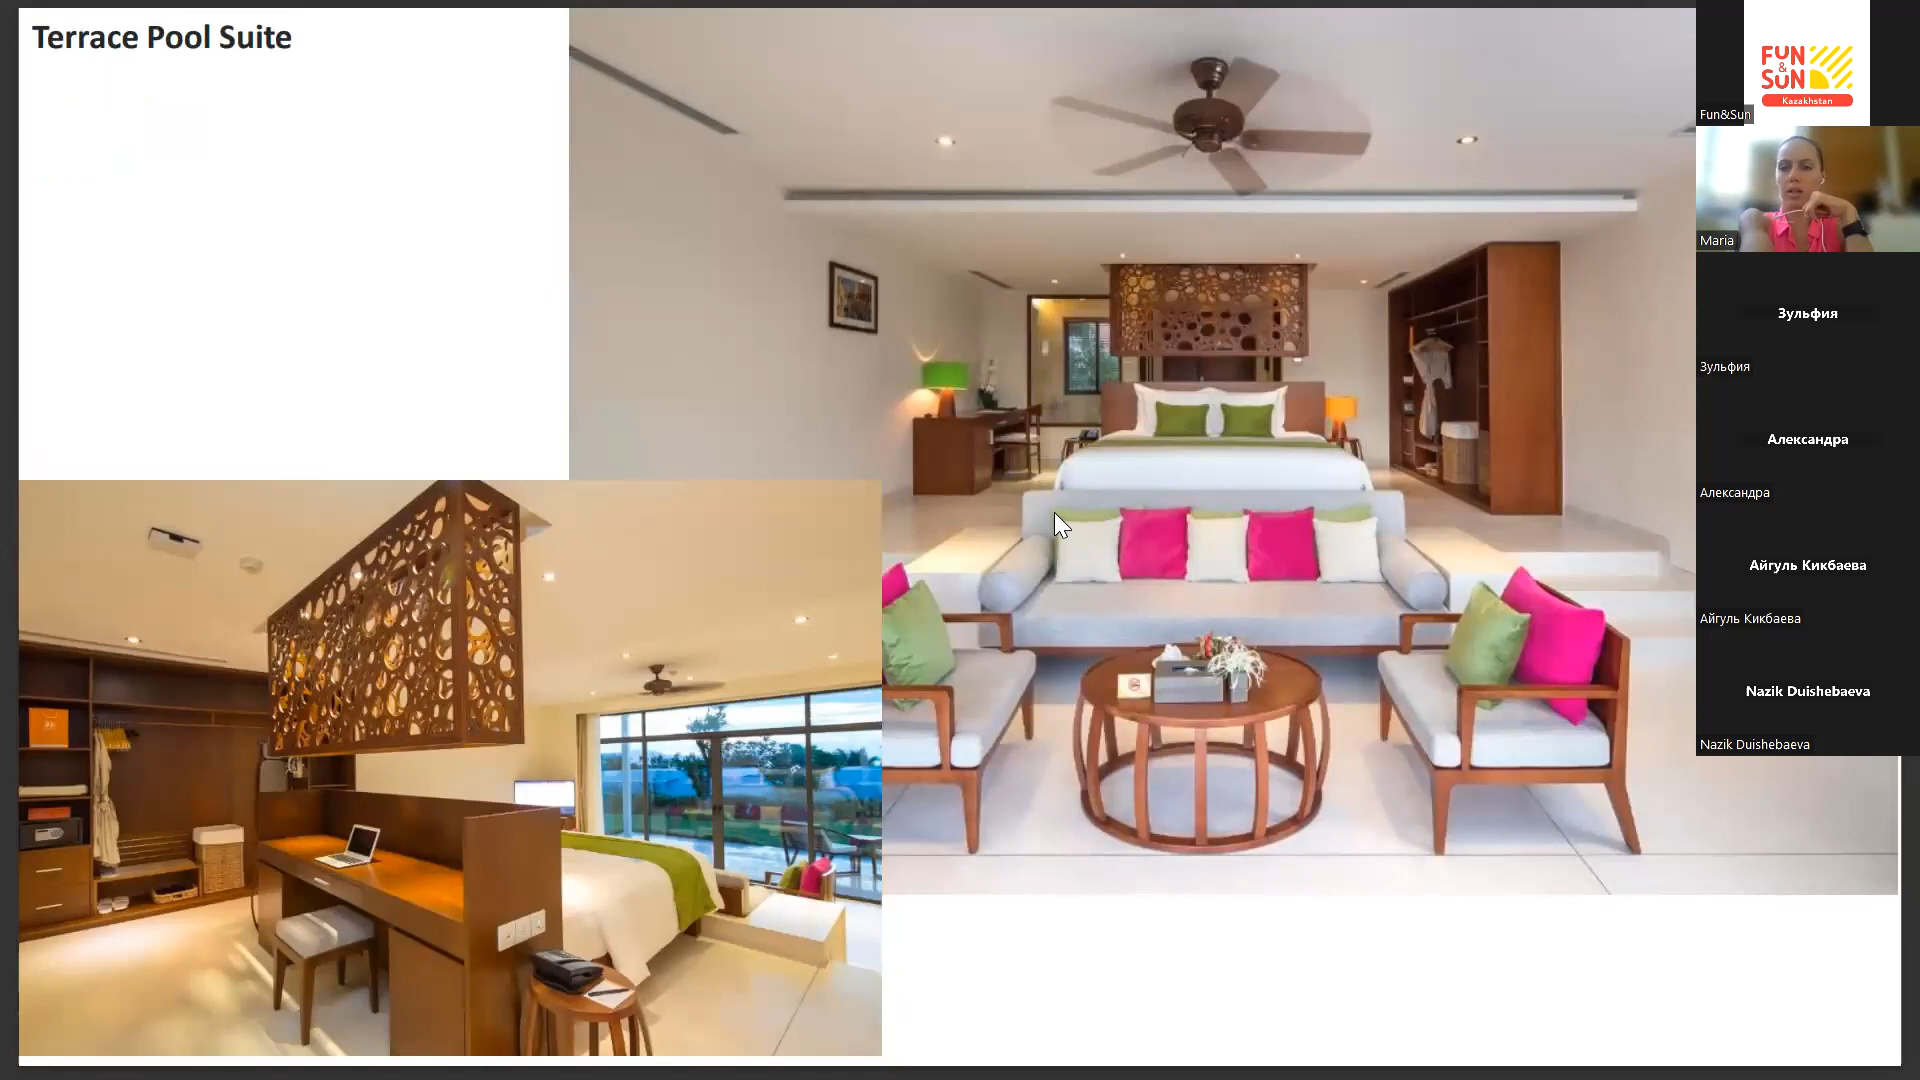 Terrace Pool Suite
FUN
&
SUN
Kazakhstan
Fun&Sun
Maria
Зульфия
Зульфия
Александра
Александра
Айгуль Кикбаева
Айгуль Кикбаева
Nazik Duishebaeva
Nazik Duishebaeva